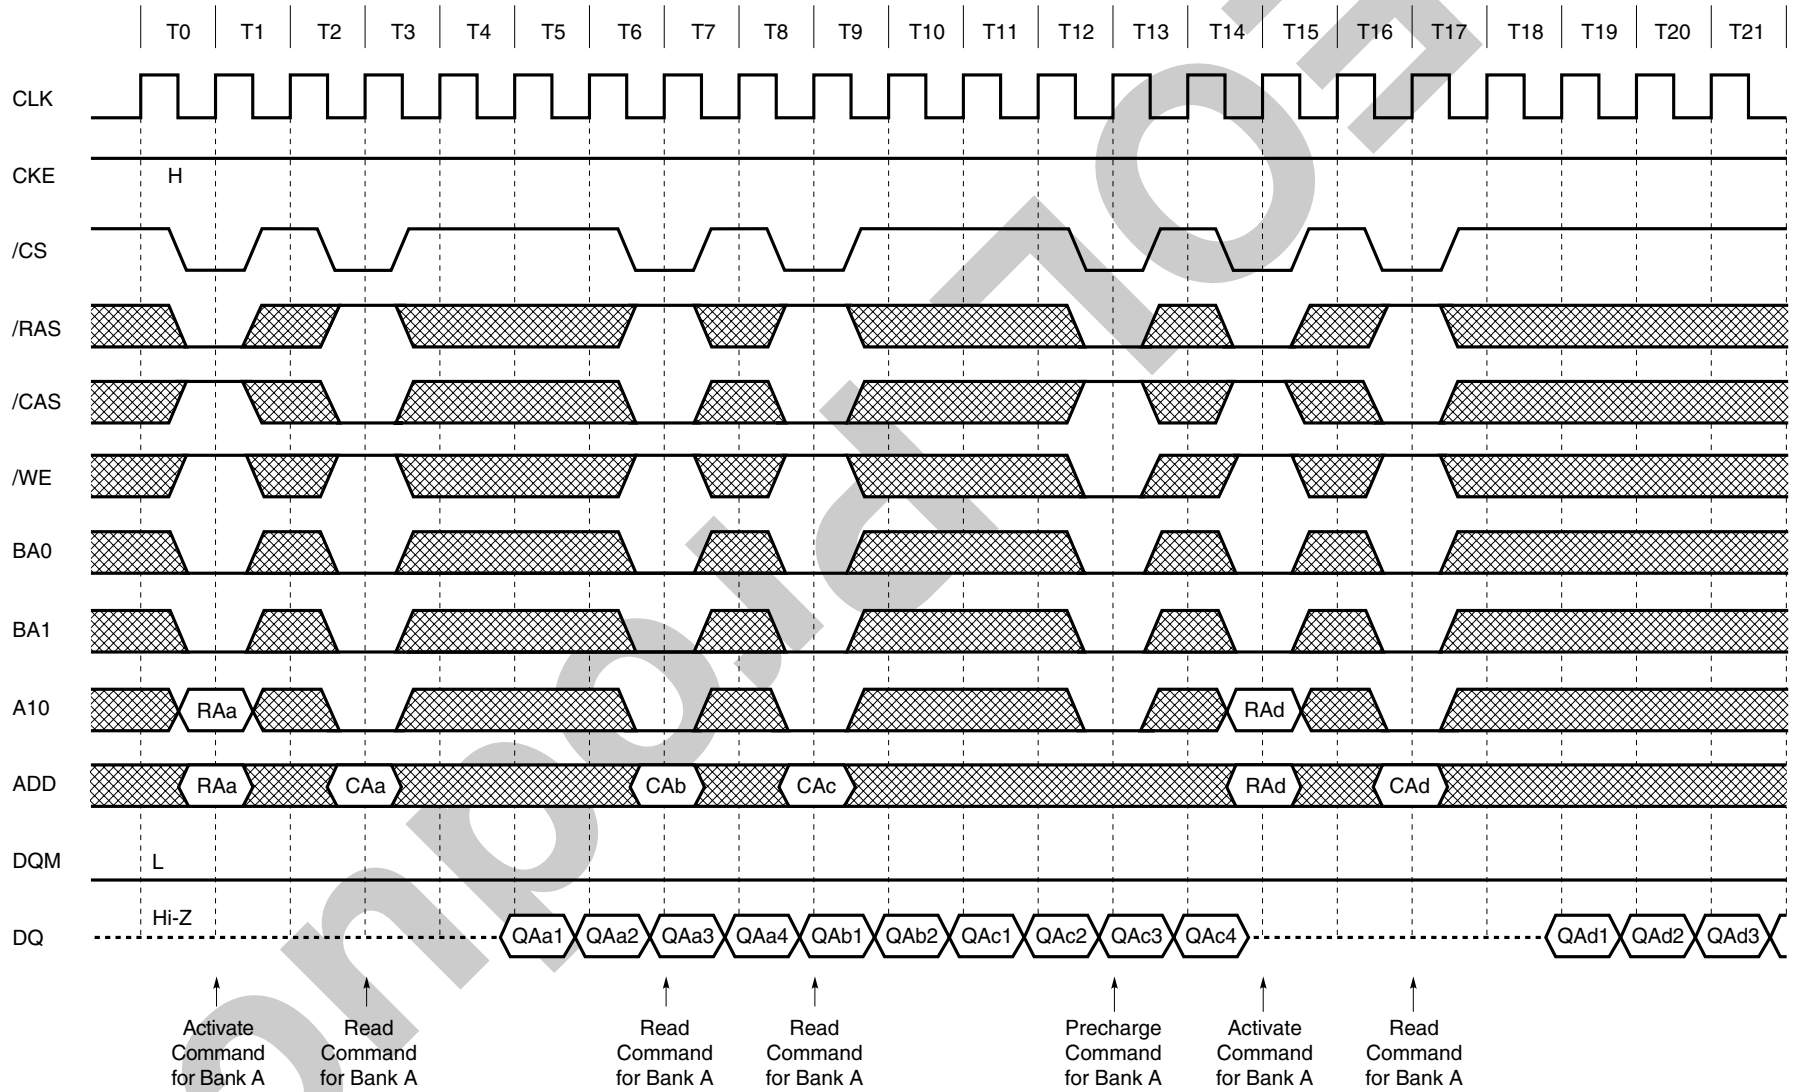 T0 T1 T2 T3 T4 T5 T6 T7 T8 T9 T10 T11 T12 T13 T14 T15 T16 T17 T18 T19 T20 T21
CLK
CKE H
/CS
/RAS
/CAS
/WE
BA0
BA1
A10 RAa RAd
ADD RAa CAa CAb CAc RAd CAd
DQM L
Hi-Z
DQ QAa1 QAa2 QAa3 QAa4 QAb1 QAb2 QAc1 QAc2 QAc3 QAc4 QAd1 QAd2 QAd3
Activate Read Read Read Precharge Activate Read
Command Command Command Command Command Command Command
for Bank A for Bank A for Bank A for Bank A for Bank A for Bank A for Bank A